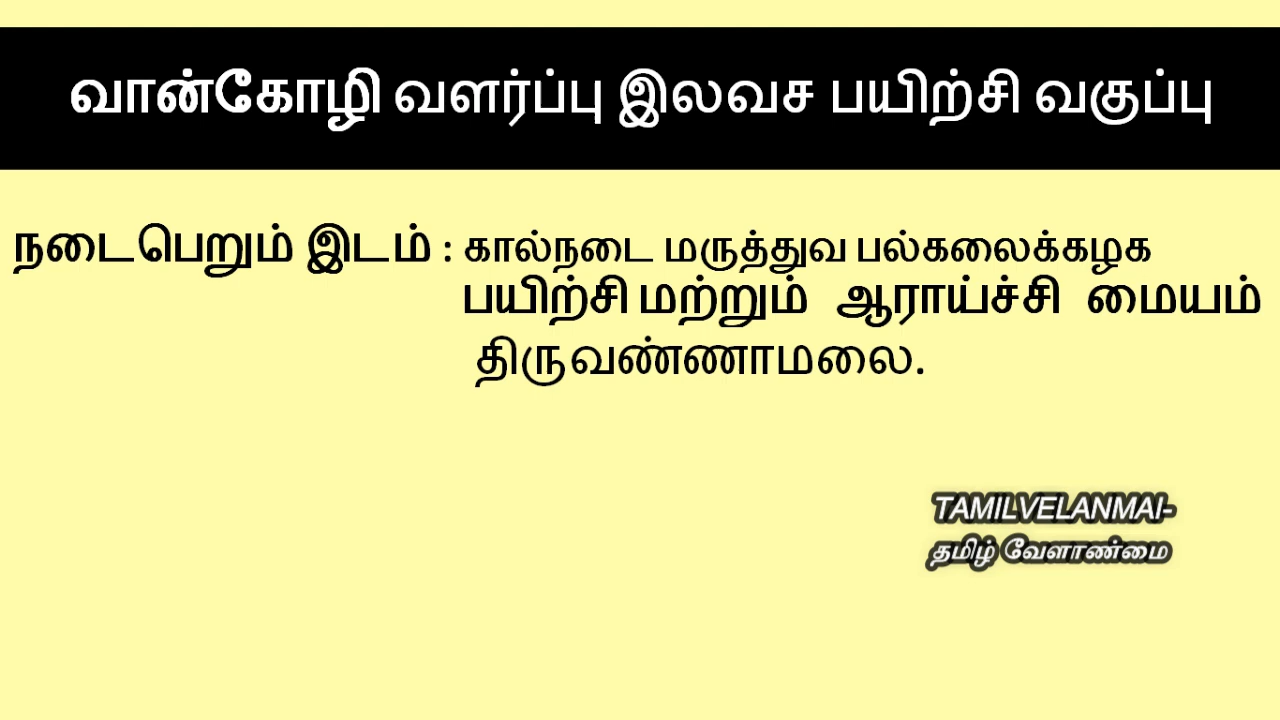 வான்கோழி வளர்ப்பு இலவச பயிற்சி வகுப்பு
நடைபெறும் இடம் : கால்நடை மருத்துவ பல்கலைக்கழக
பயிற்சி மற்றும் ஆராய்ச்சி மையம்
திருவண்ணாமலை.
TAMILVELANMAI-
தமிழ் வேளாண்மை